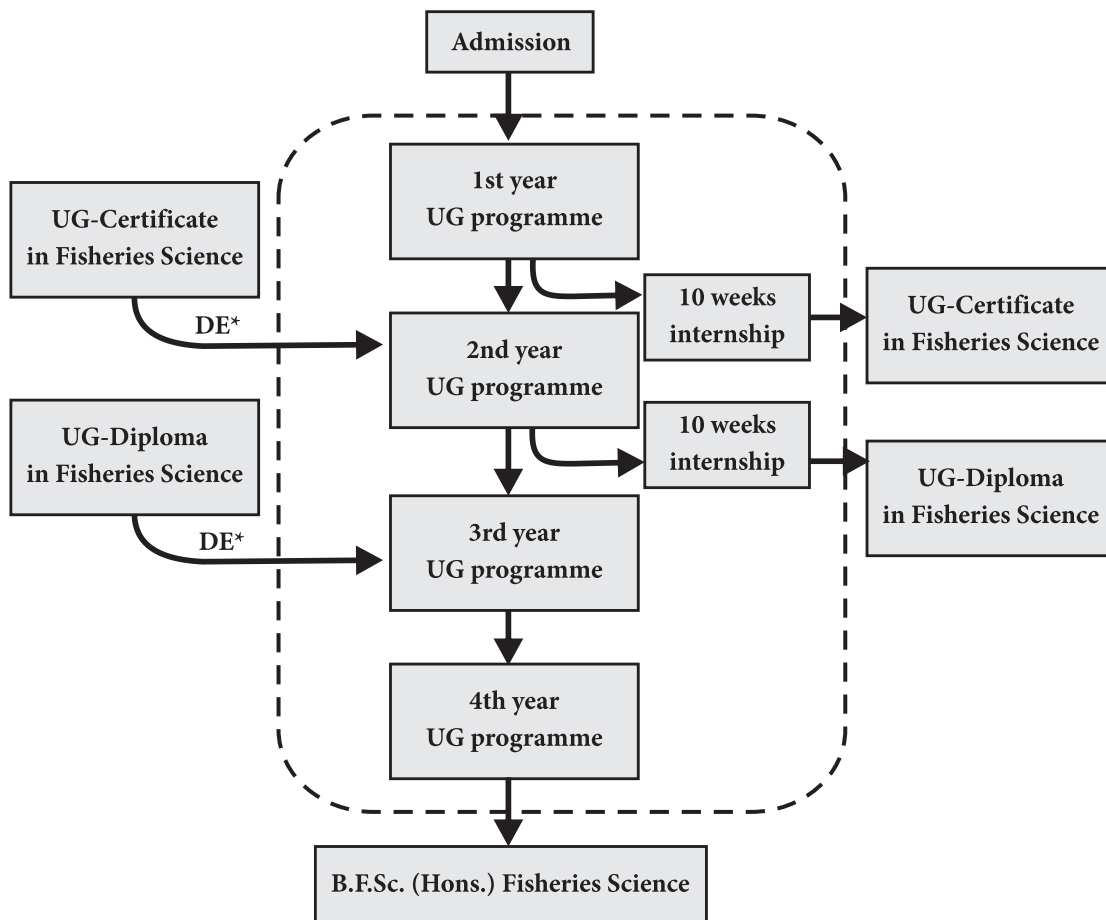 Admission
1st year
UG programme
UG-Certificate
in Fisheries Science
10 weeks
internship
UG-Certificate
in Fisheries Science
DE*
2nd year
UG programme
UG-Diploma
in Fisheries Science
10 weeks
internship
UG-Diploma
in Fisheries Science
DE*
3rd year
UG programme
4th year
UG programme
B.F.Sc. (Hons.) Fisheries Science